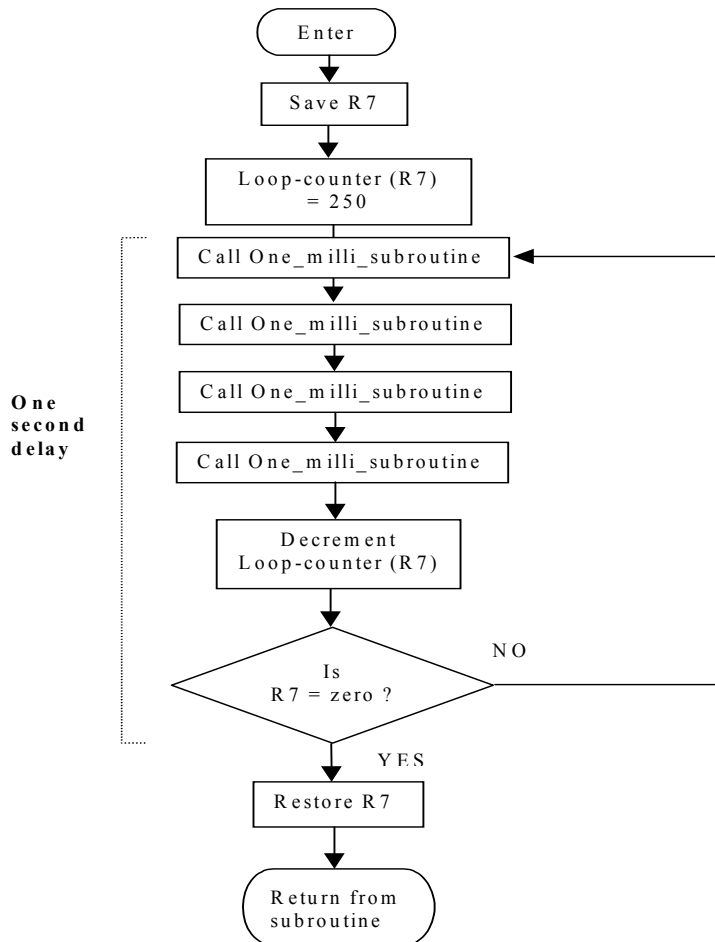 Enter
Save R7
Loop-counter (R7)
= 250
Call One_milli_subroutine
Call One_milli_subroutine
Call One_milli_subroutine
Call One_milli_subroutine
One
second
delay
Decrement
Loop-counter (R7)
NO
Is
R7 = zero ?
YES
Restore R7
Return from
subroutine